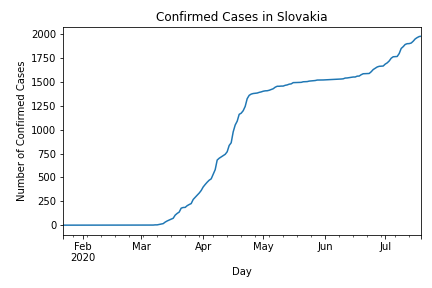 Confirmed Cases in Slovakia
Number of Confirmed Cases
2000
1750
1500
1250
1000
750
500
250
0
Feb Mar Apr May Jun Jul
2020
Day